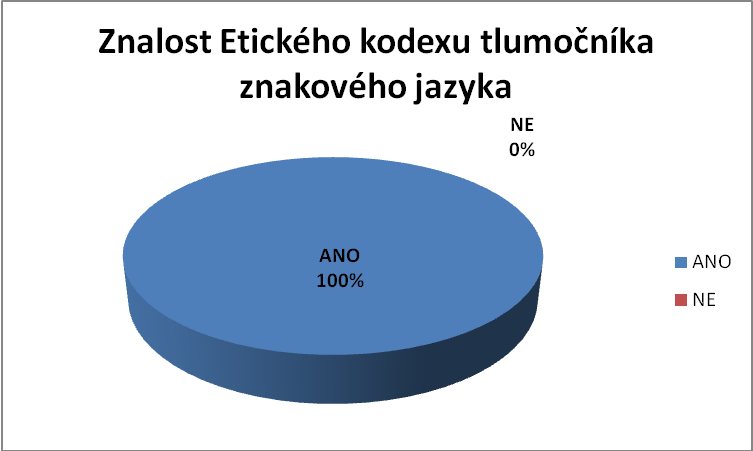 Znalost Etického kodexu tlumočníka
znakového jazyka
NE
0%
ANO
100%
ANO
NE